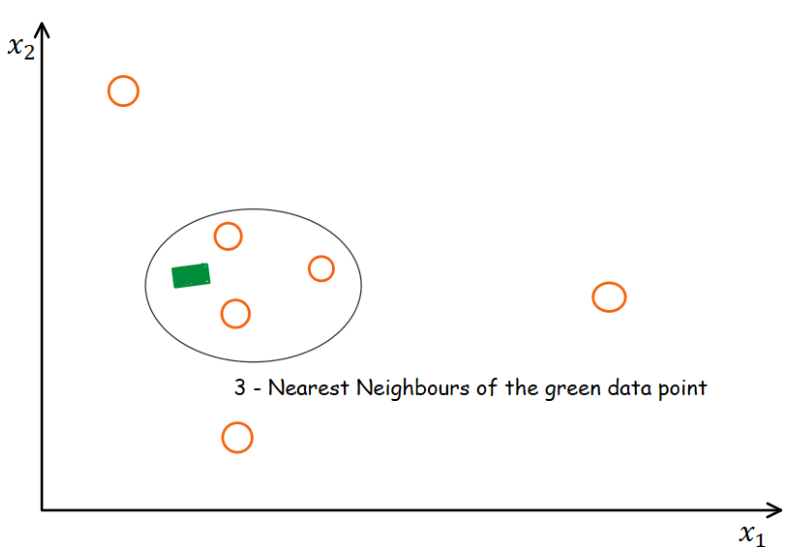 x₂
3 - Nearest Neighbours of the green data point
x₁